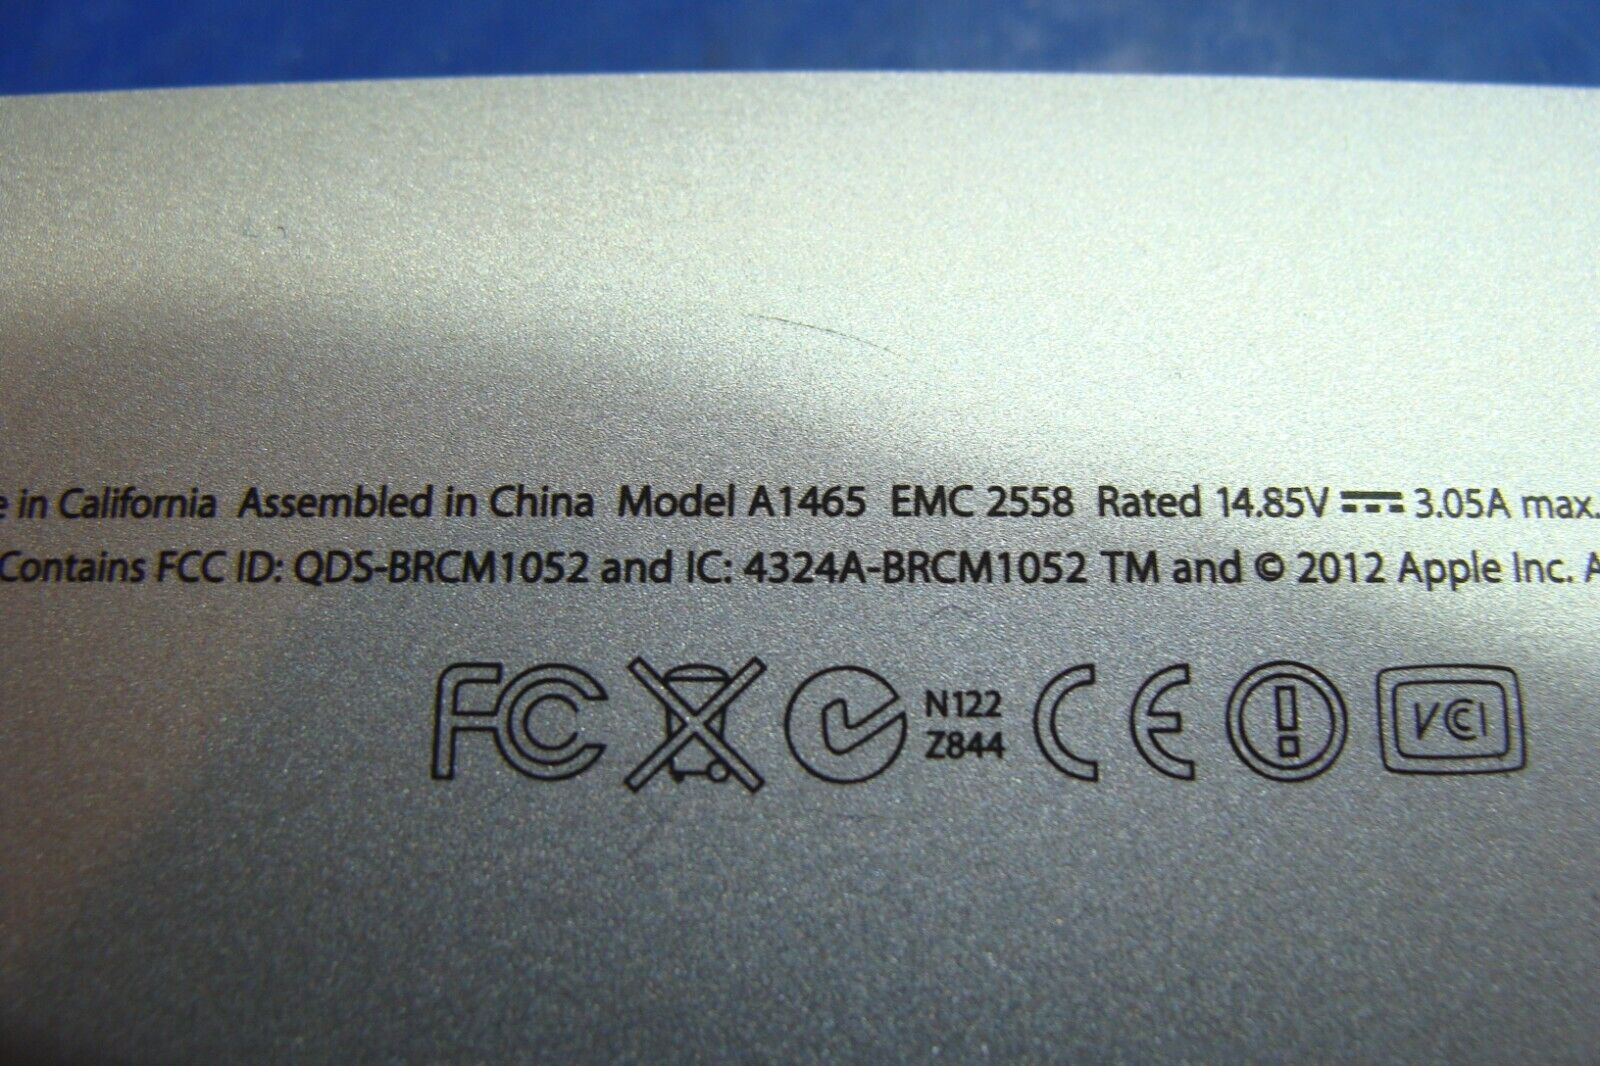 e in California Assembled in China Model A1465 EMC 2558 Rated 14.85V 3.05A max.
Contains FCC ID: QDS-BRCM1052 and IC: 4324A-BRCM1052 TM and © 2012 Apple Inc. A
FC N122 CE ! VCI
Z844